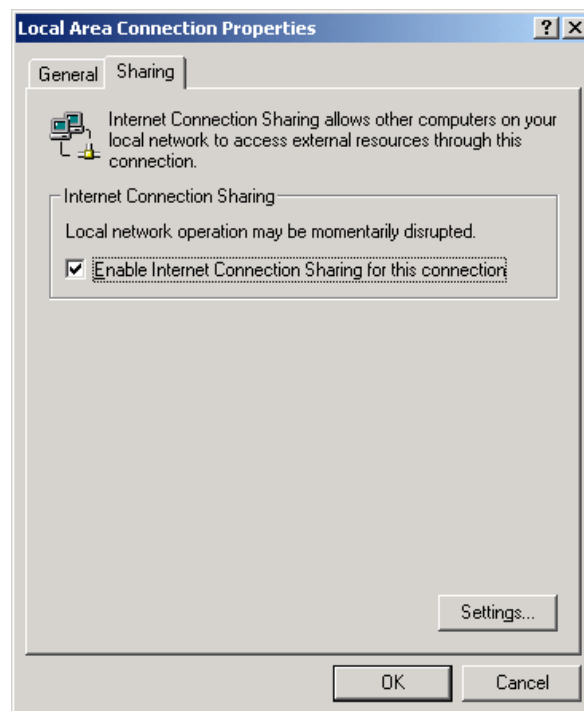 Local Area Connection Properties
General Sharing
Internet Connection Sharing allows other computers on your
local network to access external resources through this
connection.
Internet Connection Sharing
Local network operation may be momentarily disrupted.
Enable Internet Connection Sharing for this connection
Settings...
OK Cancel